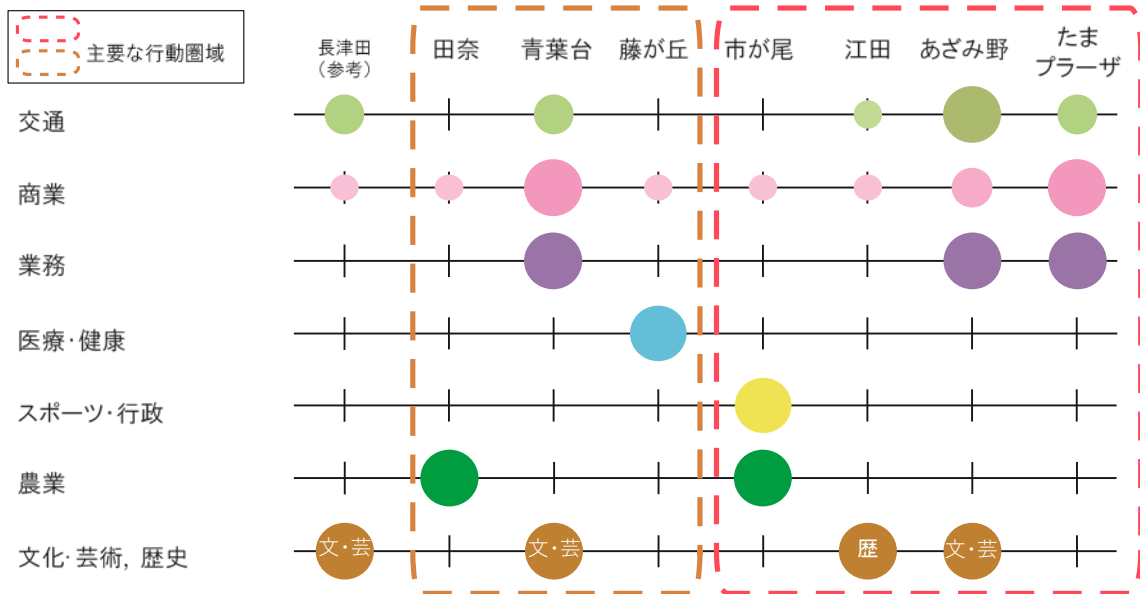 主要な行動圏域
長津田
（参考）
田奈
青葉台
藤が丘
市が尾
江田
あざみ野
たま
プラーザ
交通
商業
業務
医療・健康
スポーツ・行政
農業
文化・芸術，歴史
文・芸
文・芸
歴
文・芸